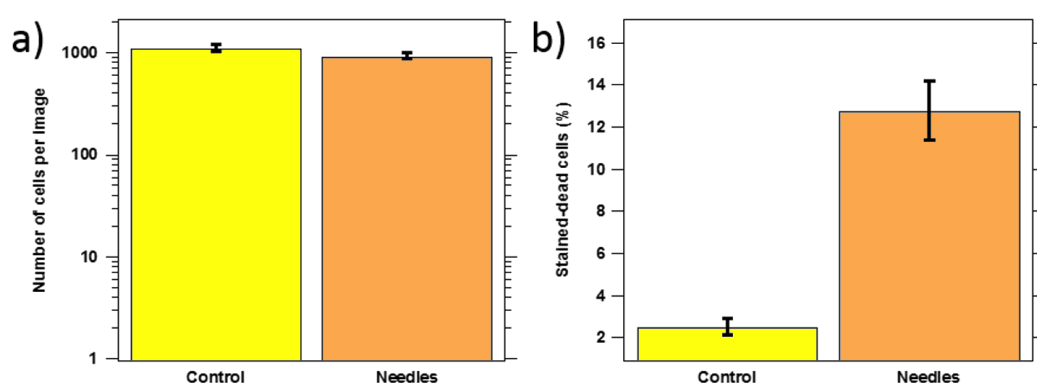 a)
Number of cells per Image
1000
100
10
1
Control Needles
b)
Stained-dead cells (%)
16
14
12
10
8
6
4
2
Control Needles